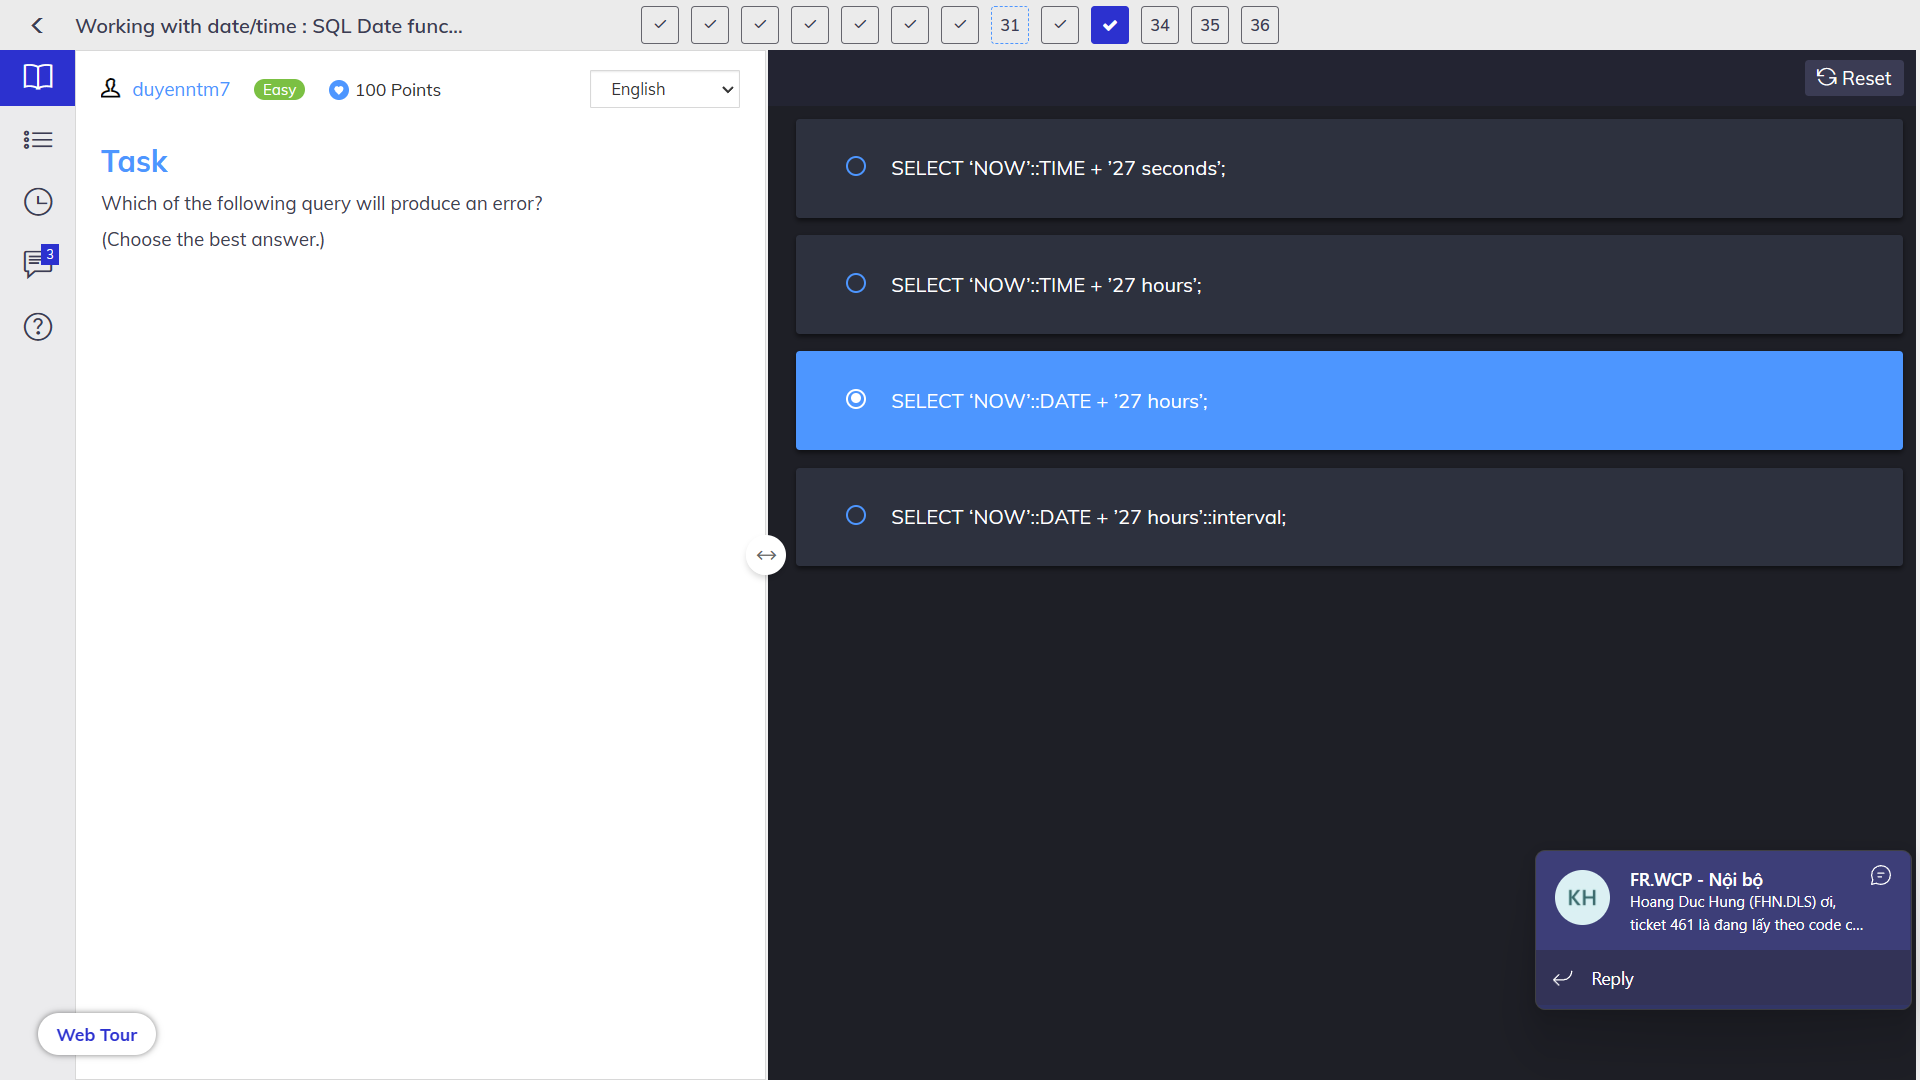 Working with date/time : SQL Date func...
31
34
35
36
duyenntm7
Easy
100 Points
English
Reset
Task
Which of the following query will produce an error?
(Choose the best answer.)
3
SELECT ‘NOW’::TIME + ’27 seconds’;
SELECT ‘NOW’::TIME + ’27 hours’;
SELECT ‘NOW’::DATE + ’27 hours’;
SELECT ‘NOW’::DATE + ’27 hours’::interval;
KH
FR.WCP - Nội bộ
Hoang Duc Hung (FHN.DLS) ơi,
ticket 461 là đang lấy theo code c...
Reply
Web Tour